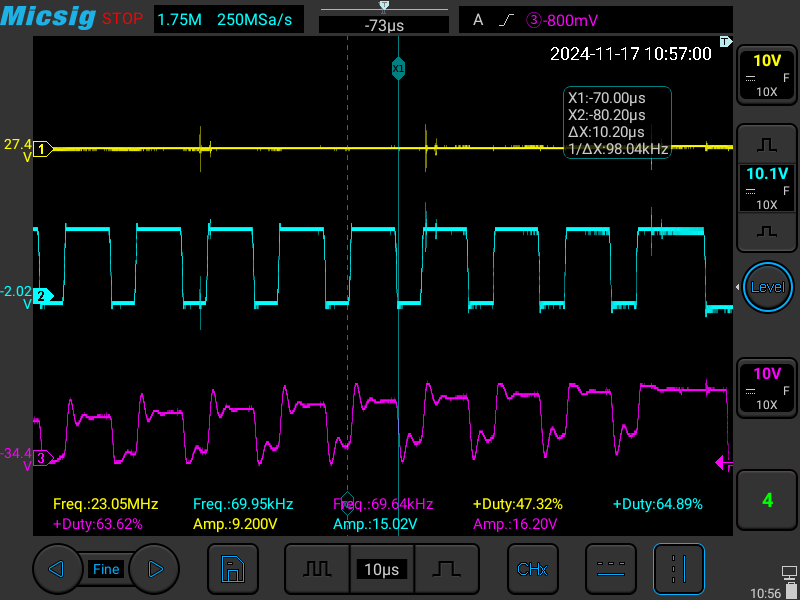 Micsig STOP 1.75M 250MSa/s -73μs A ③-800mV
T
2024-11-17 10:57:00
X1
10V
F
10X
X1:-70.00μs
X2:-80.20μs
ΔX:10.20μs
1/ΔX:98.04kHz
27.4
V
1
10.1V
F
10X
-2.02
V
2
Level
10V
F
10X
-34.4
V
3
Freq.:23.05MHz Freq.:69.95kHz Freq.:69.64kHz +Duty:47.32% +Duty:64.89%
+Duty:63.62% Amp.:9.200V Amp.:15.02V Amp.:16.20V
4
Fine 10μs CHx
10:56